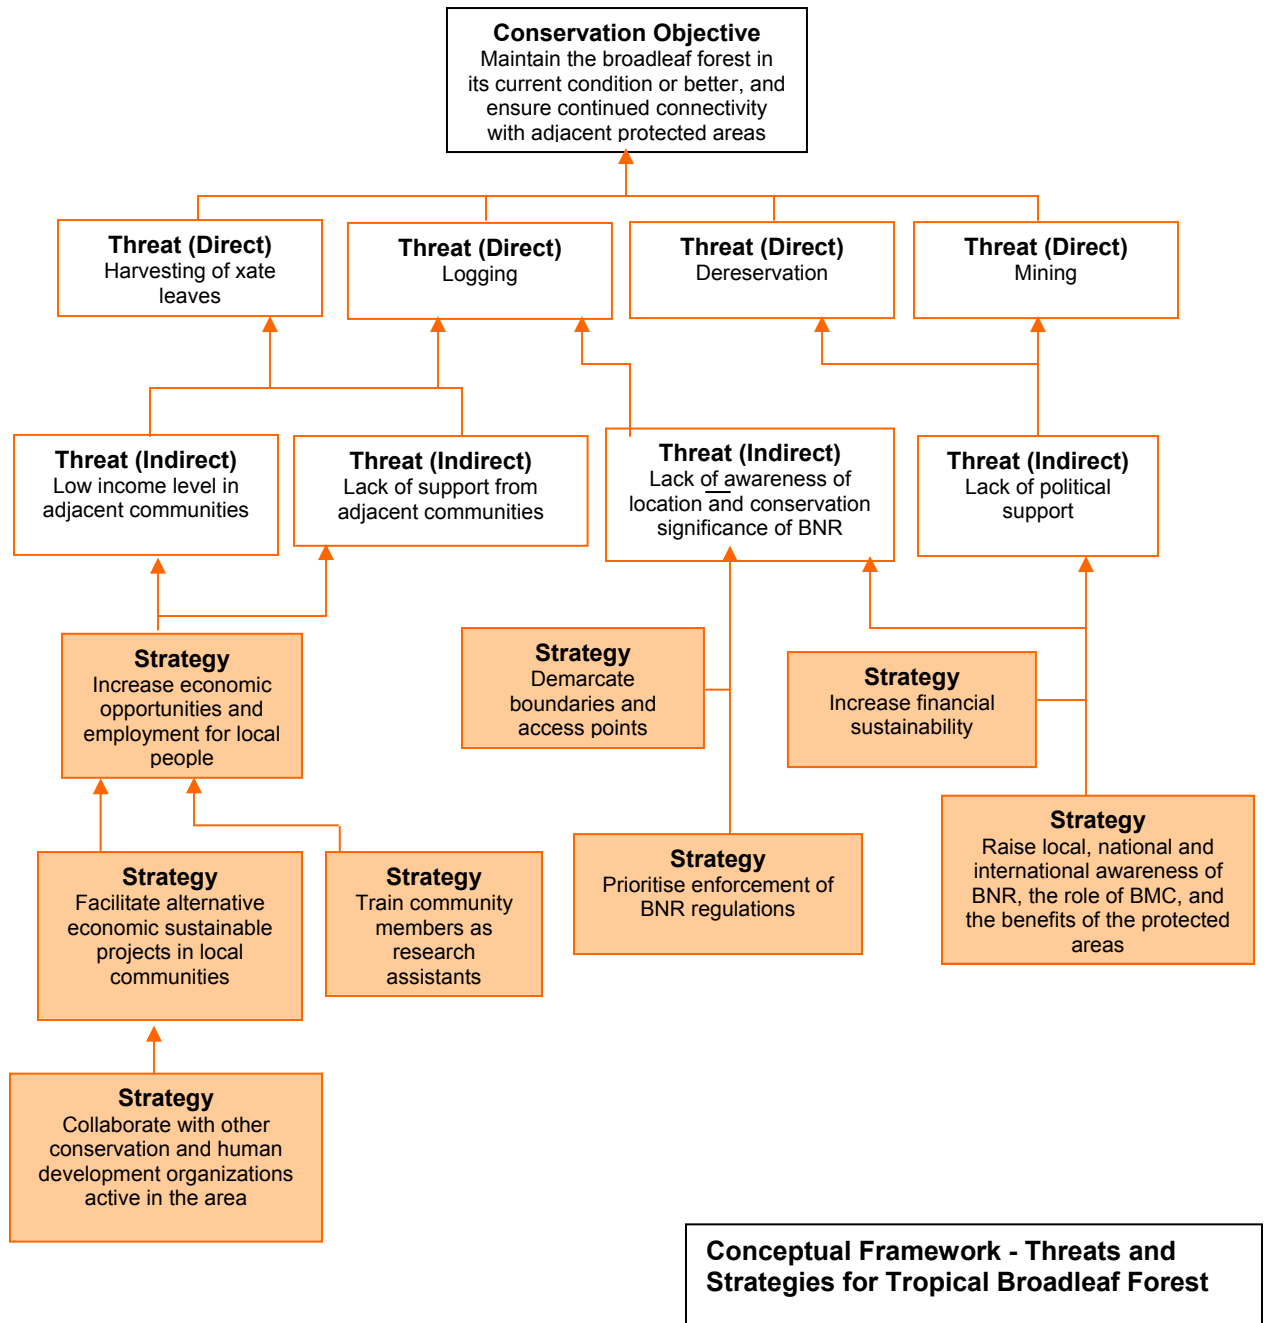 Conservation Objective
Maintain the broadleaf forest in
its current condition or better, and
ensure continued connectivity
with adjacent protected areas
Threat (Direct)
Harvesting of xate
leaves
Threat (Direct)
Logging
Threat (Direct)
Dereservation
Threat (Direct)
Mining
Threat (Indirect)
Low income level in
adjacent communities
Threat (Indirect)
Lack of support from
adjacent communities
Threat (Indirect)
Lack of awareness of
location and conservation
significance of BNR
Threat (Indirect)
Lack of political
support
Strategy
Increase economic
opportunities and
employment for local
people
Strategy
Demarcate
boundaries and
access points
Strategy
Increase financial
sustainability
Strategy
Facilitate alternative
economic sustainable
projects in local
communities
Strategy
Train community
members as
research
assistants
Strategy
Prioritise enforcement of
BNR regulations
Strategy
Raise local, national and
international awareness of
BNR, the role of BMC, and
the benefits of the protected
areas
Strategy
Collaborate with other
conservation and human
development organizations
active in the area
Conceptual Framework - Threats and
Strategies for Tropical Broadleaf Forest